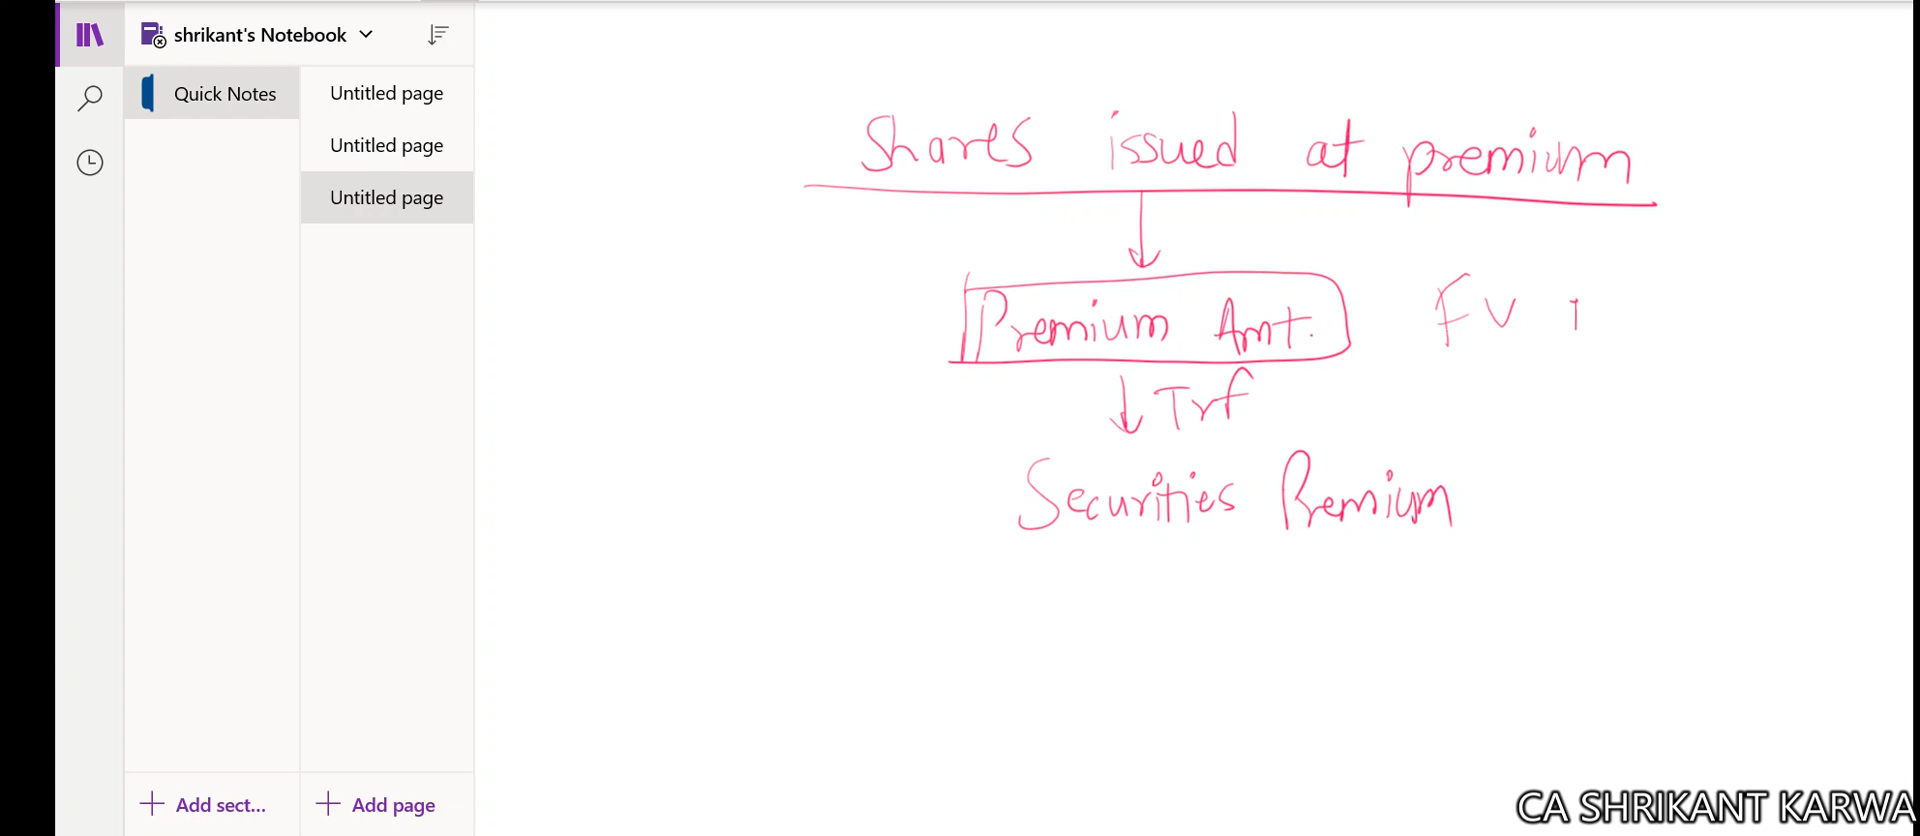 shrikant's Notebook
Quick Notes
Untitled page
Untitled page
Untitled page
Shares issued at premium
Premium Amt.
FV I
Trf
Securities Premium
Add sect...
Add page
CA SHRIKANT KARWA